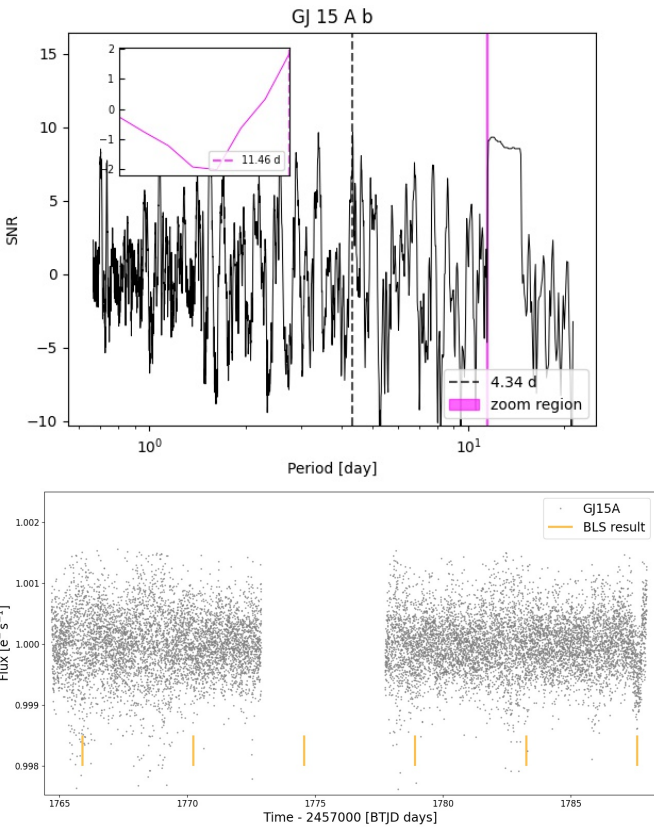 GJ 15 A b
SNR
15
10
5
0
−5
−10
2
1
0
−1
−2
11.46 d
4.34 d
zoom region
10⁰
10¹
Period [day]
Flux [e⁻ s⁻¹]
1.002
1.001
1.000
0.999
0.998
GJ15A
BLS result
1765
1770
1775
1780
1785
Time - 2457000 [BTJD days]